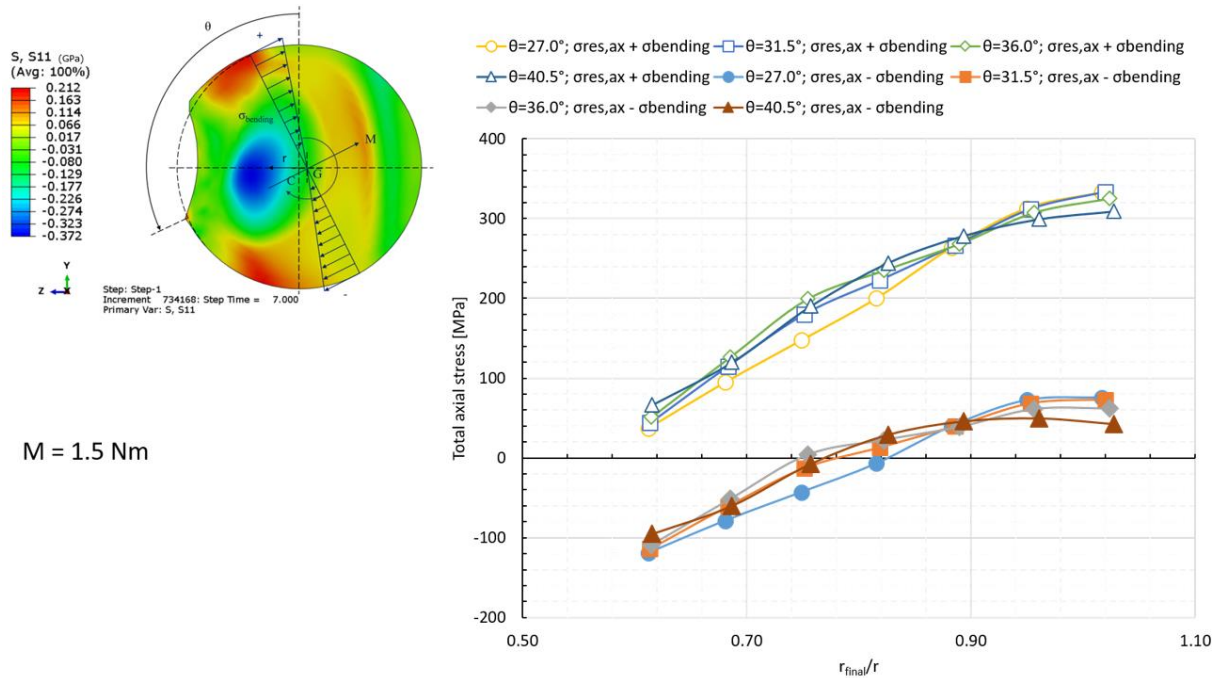 S, S11 (GPa)
(Avg: 100%)
0.212
0.163
0.114
0.066
0.017
-0.031
-0.080
-0.129
-0.177
-0.226
-0.274
-0.323
-0.372
θ
+
σbending
M
r
G
C
-
Y
Z
X
Step: Step-1
Increment 734168: Step Time = 7.000
Primary Var: S, S11
M = 1.5 Nm
θ=27.0°; σres,ax + σbending θ=31.5°; σres,ax + σbending θ=36.0°; σres,ax + σbending
θ=40.5°; σres,ax + σbending θ=27.0°; σres,ax - σbending θ=31.5°; σres,ax - σbending
θ=36.0°; σres,ax - σbending θ=40.5°; σres,ax - σbending
Total axial stress [MPa]
400
300
200
100
0
-100
-200
0.50 0.70 0.90 1.10
rfinal/r